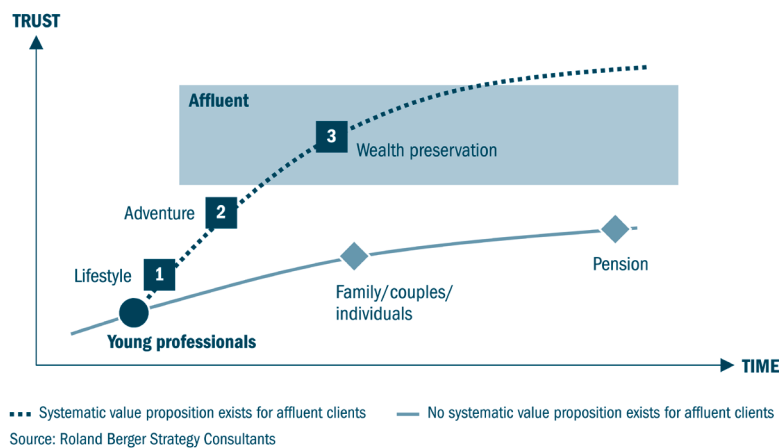 TRUST
Affluent
3
Wealth preservation
Adventure
2
Lifestyle
1
Pension
Family/couples/
individuals
Young professionals
TIME
Systematic value proposition exists for affluent clients
No systematic value proposition exists for affluent clients
Source: Roland Berger Strategy Consultants